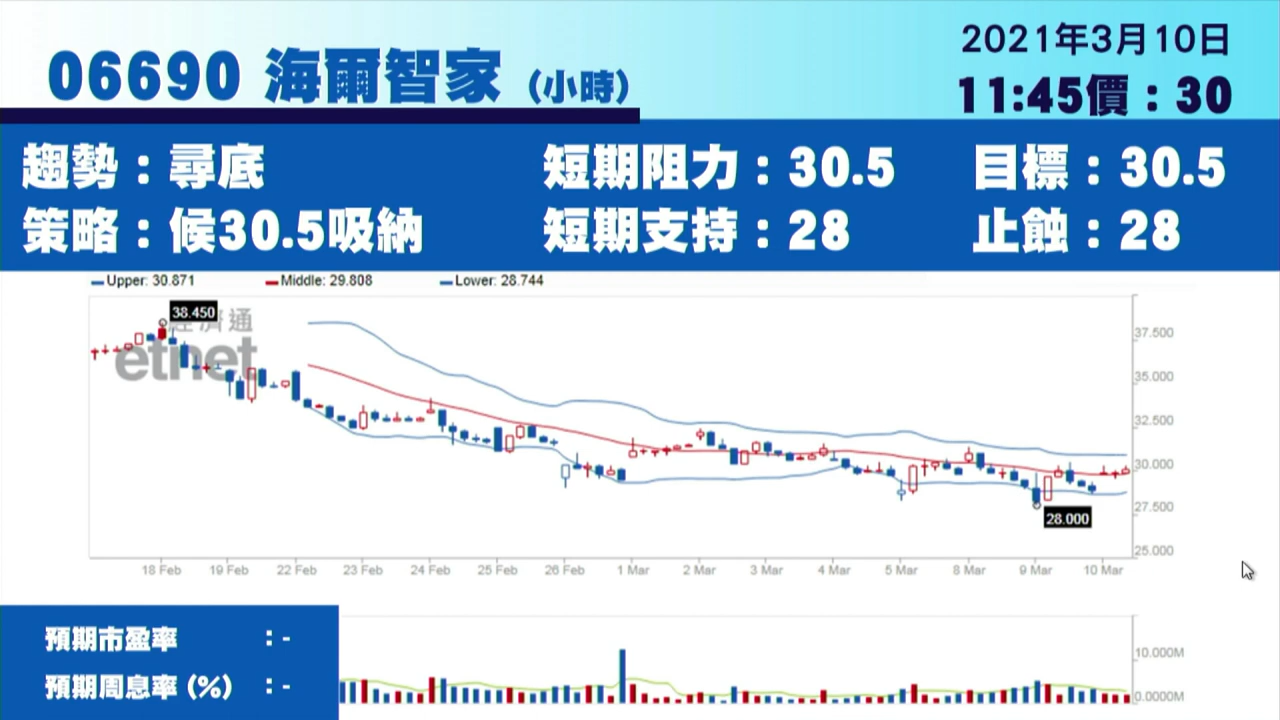 06690 海爾智家 (小時)
2021年3月10日
11:45價：30
趨勢：尋底
短期阻力：30.5
目標：30.5
策略：候30.5吸納
短期支持：28
止蝕：28
Upper: 30.871 Middle: 29.808 Lower: 28.744
38.450
經濟通
etnet
37.500
35.000
32.500
30.000
27.500
25.000
28.000
18 Feb 19 Feb 22 Feb 23 Feb 24 Feb 25 Feb 26 Feb 1 Mar 2 Mar 3 Mar 4 Mar 5 Mar 8 Mar 9 Mar 10 Mar
預期市盈率：-
預期周息率 (%)：-
10.000M
0.0000M